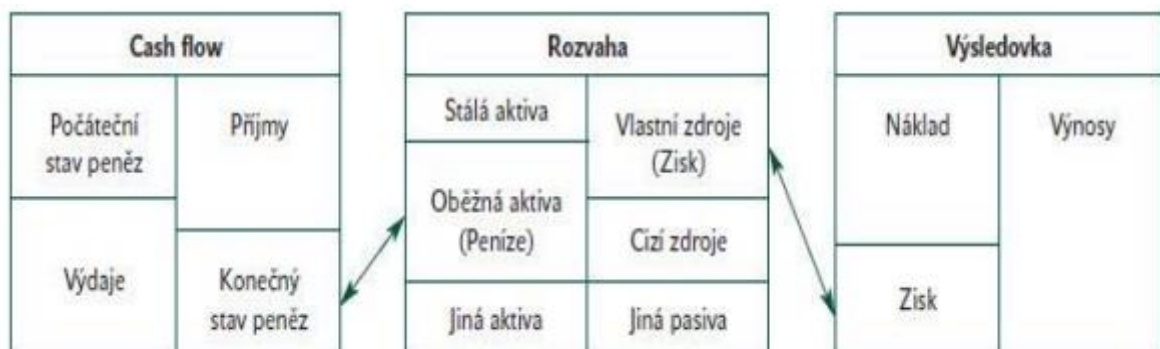 Cash flow
Počáteční
stav peněz
Příjmy
Výdaje
Konečný
stav peněz
Rozvaha
Stálá aktiva
Oběžná aktiva
(Peníze)
Jiná aktiva
Vlastní zdroje
(Zisk)
Cizí zdroje
Jiná pasiva
Výsledovka
Náklad
Zisk
Výnosy